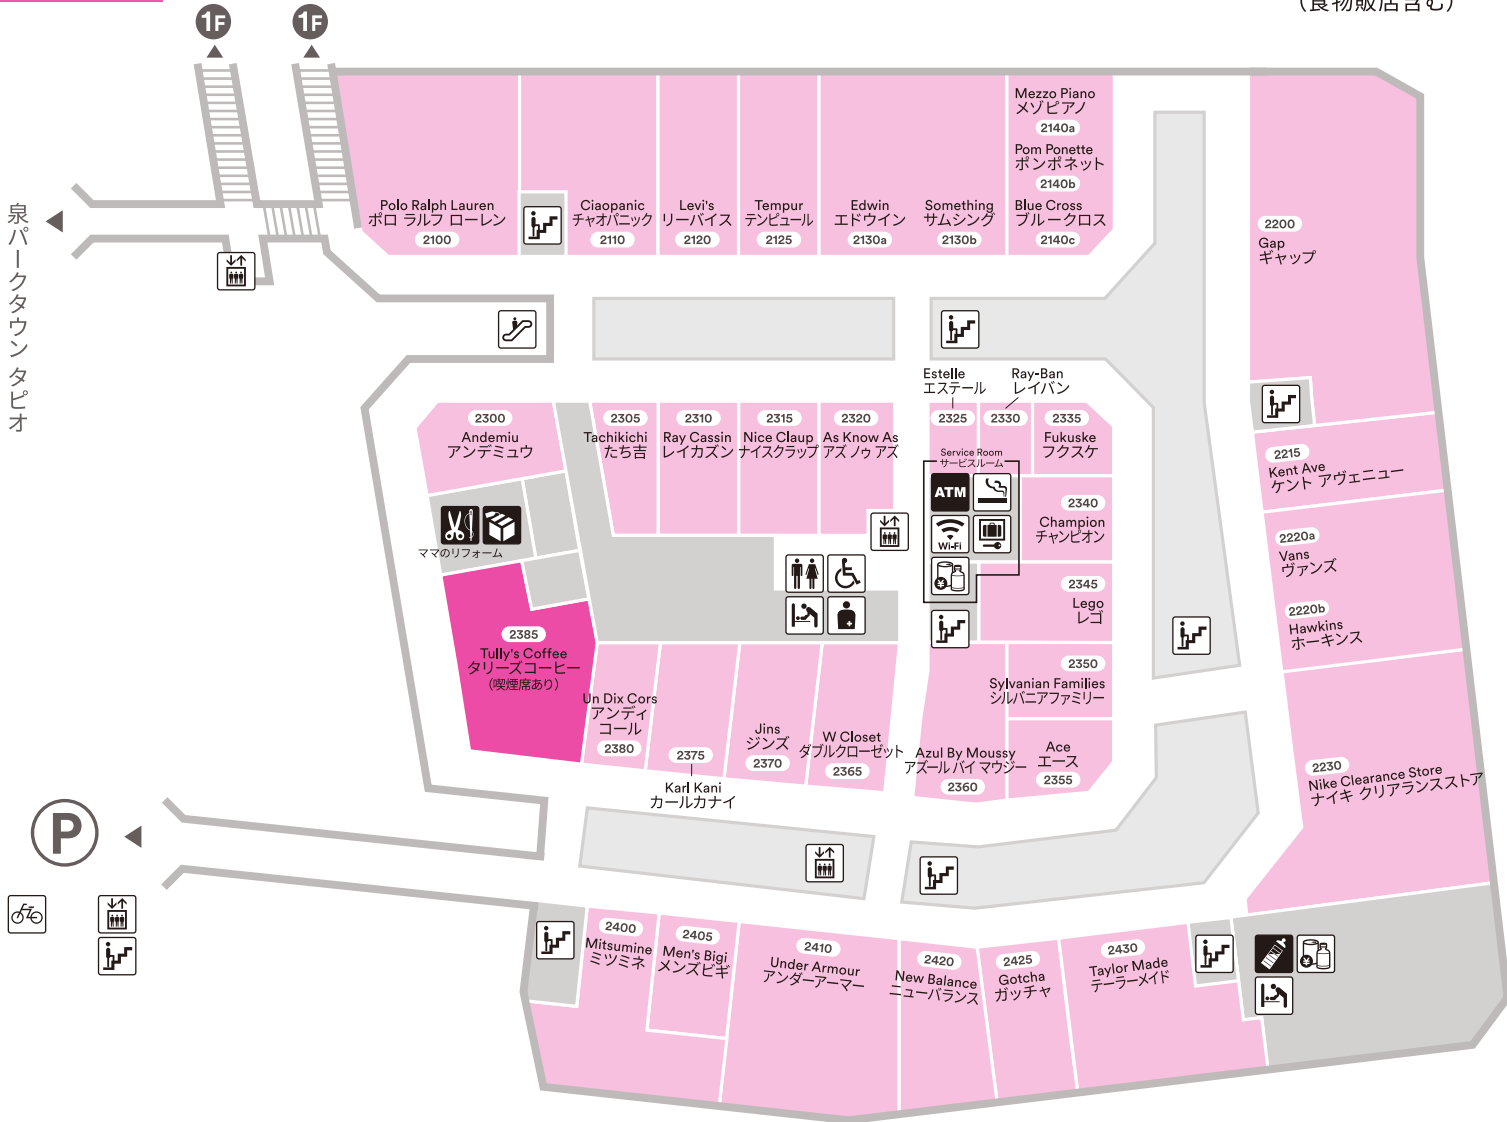 (食物販店含む)
1F
1F
泉パークタウン タピオ
Polo Ralph Lauren
ポロ ラルフ ローレン
2100
Ciaopanic
チャオパニック
2110
Levi's
リーバイス
2120
Tempur
テンピュール
2125
Edwin
エドウイン
2130a
Something
サムシング
2130b
Mezzo Piano
メゾピアノ
2140a
Pom Ponette
ポンポネット
2140b
Blue Cross
ブルークロス
2140c
2200
Gap
ギャップ
2215
Kent Ave
ケント アヴェニュー
2220a
Vans
ヴァンズ
2220b
Hawkins
ホーキンス
2230
Nike Clearance Store
ナイキ クリアランスストア
2300
Andemiu
アンデミュウ
2305
Tachikichi
たち吉
2310
Ray Cassin
レイカズン
2315
Nice Claup
ナイスクラップ
2320
As Know As
アズ ノゥ アズ
Estelle
エステール
2325
Ray-Ban
レイバン
2330
2335
Fukuske
フクスケ
Service Room
サービスルーム
ATM
Wi-Fi
¥
2340
Champion
チャンピオン
2345
Lego
レゴ
2350
Sylvanian Families
シルバニアファミリー
Ace
エース
2355
Azul By Moussy
アズール バイ マウジー
2360
W Closet
ダブルクローゼット
2365
Jins
ジンズ
2370
2375
Karl Kani
カールカナイ
Un Dix Cors
アンディ
コール
2380
2385
Tully's Coffee
タリーズコーヒー
(喫煙席あり)
ママのリフォーム
P
2400
Mitsumine
ミツミネ
2405
Men's Bigi
メンズビギ
2410
Under Armour
アンダーアーマー
2420
New Balance
ニューバランス
2425
Gotcha
ガッチャ
2430
Taylor Made
テーラーメイド
¥